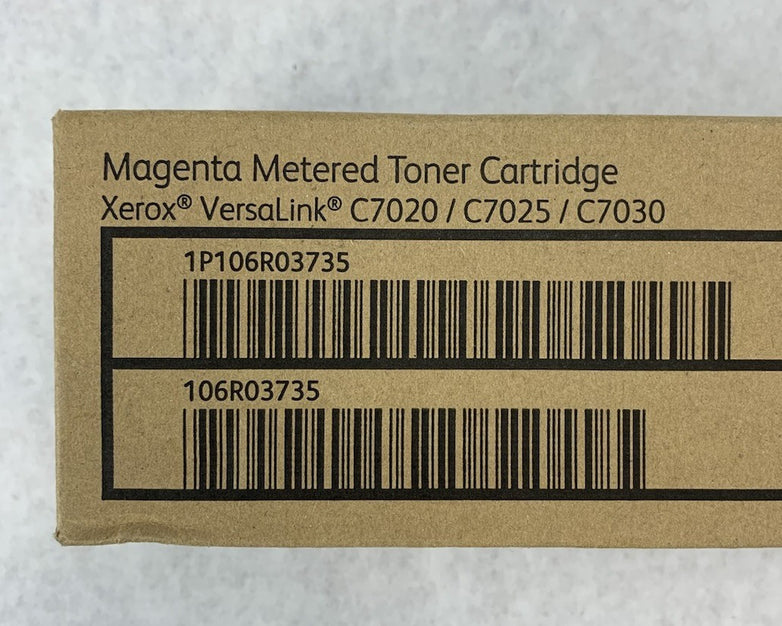 Magenta Metered Toner Cartridge
Xerox® VersaLink® C7020 / C7025 / C7030
1P106R03735
106R03735